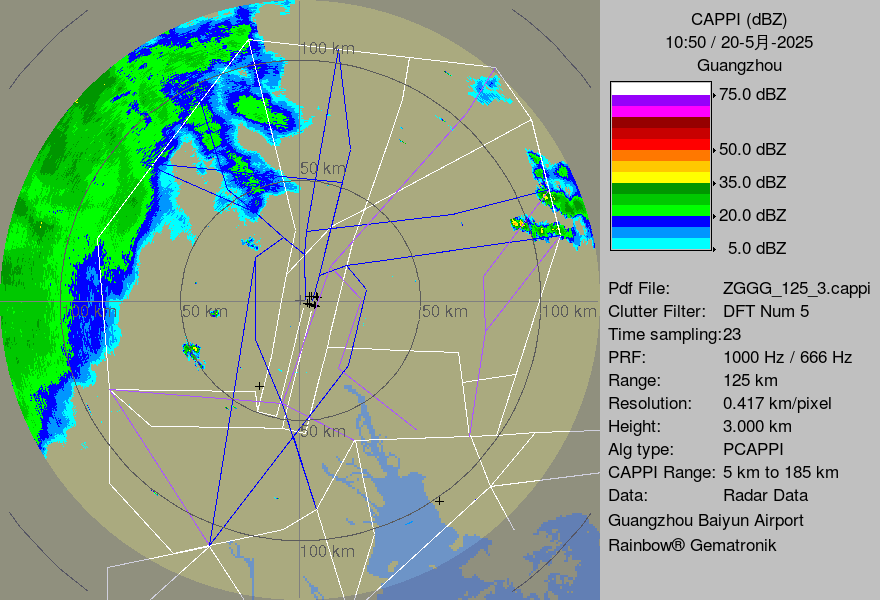 CAPPI (dBZ)
10:50 / 20-5月-2025
Guangzhou
75.0 dBZ
50.0 dBZ
35.0 dBZ
20.0 dBZ
5.0 dBZ
Pdf File: ZGGG_125_3.cappi
Clutter Filter: DFT Num 5
Time sampling:23
PRF: 1000 Hz / 666 Hz
Range: 125 km
Resolution: 0.417 km/pixel
Height: 3.000 km
Alg type: PCAPPI
CAPPI Range: 5 km to 185 km
Data: Radar Data
Guangzhou Baiyun Airport
Rainbow® Gematronik
100 km
50 km
100 km
50 km
50 km
100 km
50 km
100 km